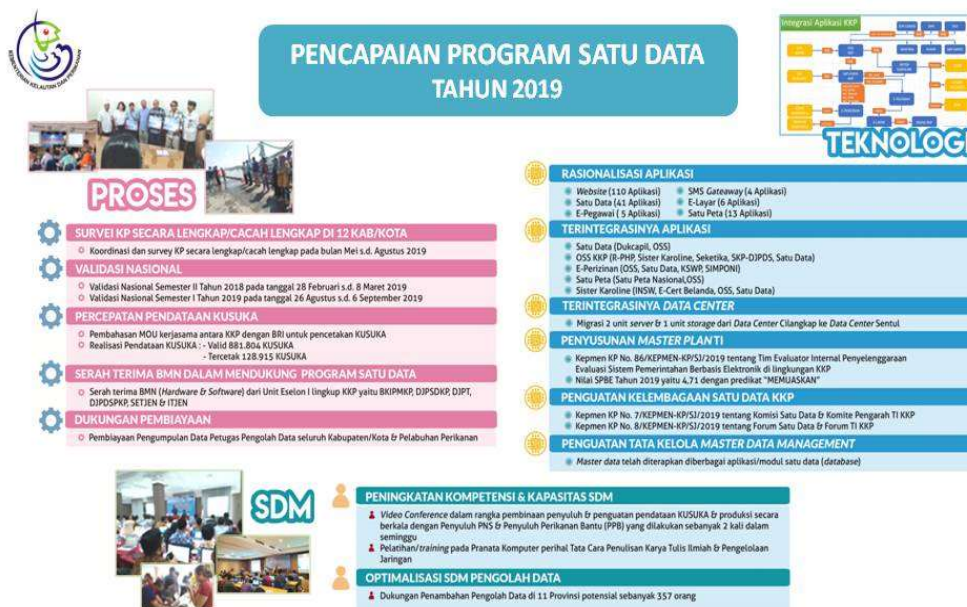 KEMENTERIAN KELAUTAN DAN PERIKANAN
PENCAPAIAN PROGRAM SATU DATA
TAHUN 2019
Integrasi Aplikasi KKP
TEKNOLOGI
PROSES
SURVEI KP SECARA LENGKAP/CACAH LENGKAP DI 12 KAB/KOTA
Koordinasi dan survey KP secara lengkap/cacah lengkap pada bulan Mei s.d. Agustus 2019
VALIDASI NASIONAL
Validasi Nasional Semester II Tahun 2018 pada tanggal 28 Februari s.d. 8 Maret 2019
Validasi Nasional Semester I Tahun 2019 pada tanggal 26 Agustus s.d. 6 September 2019
PERCEPATAN PENDATAAN KUSUKA
Pembahasan MOU kerjasama antara KKP dengan BRI untuk pencetakan KUSUKA
Realisasi Pendataan KUSUKA : - Valid 881.804 KUSUKA
- Tercetak 128.915 KUSUKA
SERAH TERIMA BMN DALAM MENDUKUNG PROGRAM SATU DATA
Serah terima BMN (Hardware & Software) dari Unit Eselon I lingkup KKP yaitu BKIPMKP, DJPSDKP, DJPT,
DJPDSPKP, SETJEN & ITJEN
DUKUNGAN PEMBIAYAAN
Pembiayaan Pengumpulan Data Petugas Pengolah Data seluruh Kabupaten/Kota & Pelabuhan Perikanan
RASIONALISASI APLIKASI
Website (110 Aplikasi) SMS Gateaway (4 Aplikasi)
Satu Data (41 Aplikasi) E-Layar (6 Aplikasi)
E-Pegawai ( 5 Aplikasi) Satu Peta (13 Aplikasi)
TERINTEGRASINYA APLIKASI
Satu Data (Dukcapil, OSS)
OSS KKP (R-PHP, Sister Karoline, Seketika, SKP-DJPDS, Satu Data)
E-Perizinan (OSS, Satu Data, KSWP, SIMPONI)
Satu Peta (Satu Peta Nasional,OSS)
Sister Karoline (INSW, E-Cert Belanda, OSS, Satu Data)
TERINTEGRASINYA DATA CENTER
Migrasi 2 unit server & 1 unit storage dari Data Center Cilangkap ke Data Center Sentul
PENYUSUNAN MASTER PLAN TI
Kepmen KP No. 86/KEPMEN-KP/SJ/2019 tentang Tim Evaluator Internal Penyelenggaraan
Evaluasi Sistem Pemerintahan Berbasis Elektronik di lingkungan KKP
Nilai SPBE Tahun 2019 yaitu 4,71 dengan predikat "MEMUASKAN"
PENGUATAN KELEMBAGAAN SATU DATA KKP
Kepmen KP No. 7/KEPMEN-KP/SJ/2019 tentang Komisi Satu Data & Komite Pengarah TI KKP
Kepmen KP No. 8/KEPMEN-KP/SJ/2019 tentang Forum Satu Data & Forum TI KKP
PENGUATAN TATA KELOLA MASTER DATA MANAGEMENT
Master data telah diterapkan diberbagai aplikasi/modul satu data (database)
SDM
PENINGKATAN KOMPETENSI & KAPASITAS SDM
Video Conference dalam rangka pembinaan penyuluh & penguatan pendataan KUSUKA & produksi secara
berkala dengan Penyuluh PNS & Penyuluh Perikanan Bantu (PPB) yang dilakukan sebanyak 2 kali dalam
seminggu
Pelatihan/training pada Pranata Komputer perihal Tata Cara Penulisan Karya Tulis Ilmiah & Pengelolaan
Jaringan
OPTIMALISASI SDM PENGOLAH DATA
Dukungan Penambahan Pengolah Data di 11 Provinsi potensial sebanyak 357 orang